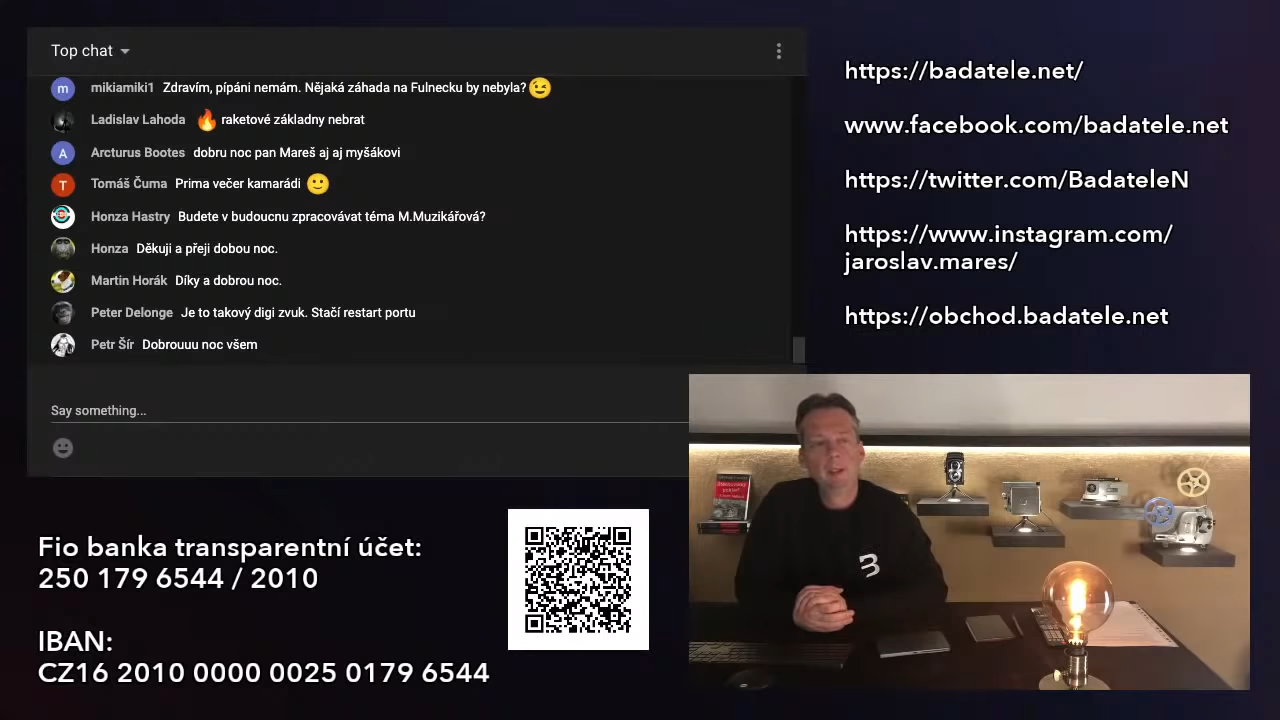 Top chat
mikiamiki1 Zdravím, pípáni nemám. Nějaká záhada na Fulnecku by nebyla?😉
Ladislav Lahoda 🔥 raketové základny nebrat
A Arcturus Bootes dobru noc pan Mareš aj aj myšákovi
T Tomáš Čuma Prima večer kamarádi 🙂
Honza Hastry Budete v budoucnu zpracovávat téma M.Muzikářová?
Honza Děkuji a přeji dobou noc.
Martin Horák Díky a dobrou noc.
Peter Delonge Je to takový digi zvuk. Stačí restart portu
Petr Šír Dobrouuu noc všem
Say something...
https://badatele.net/
www.facebook.com/badatele.net
https://twitter.com/BadateleN
https://www.instagram.com/
jaroslav.mares/
https://obchod.badatele.net
Fio banka transparentní účet:
250 179 6544 / 2010
IBAN:
CZ16 2010 0000 0025 0179 6544